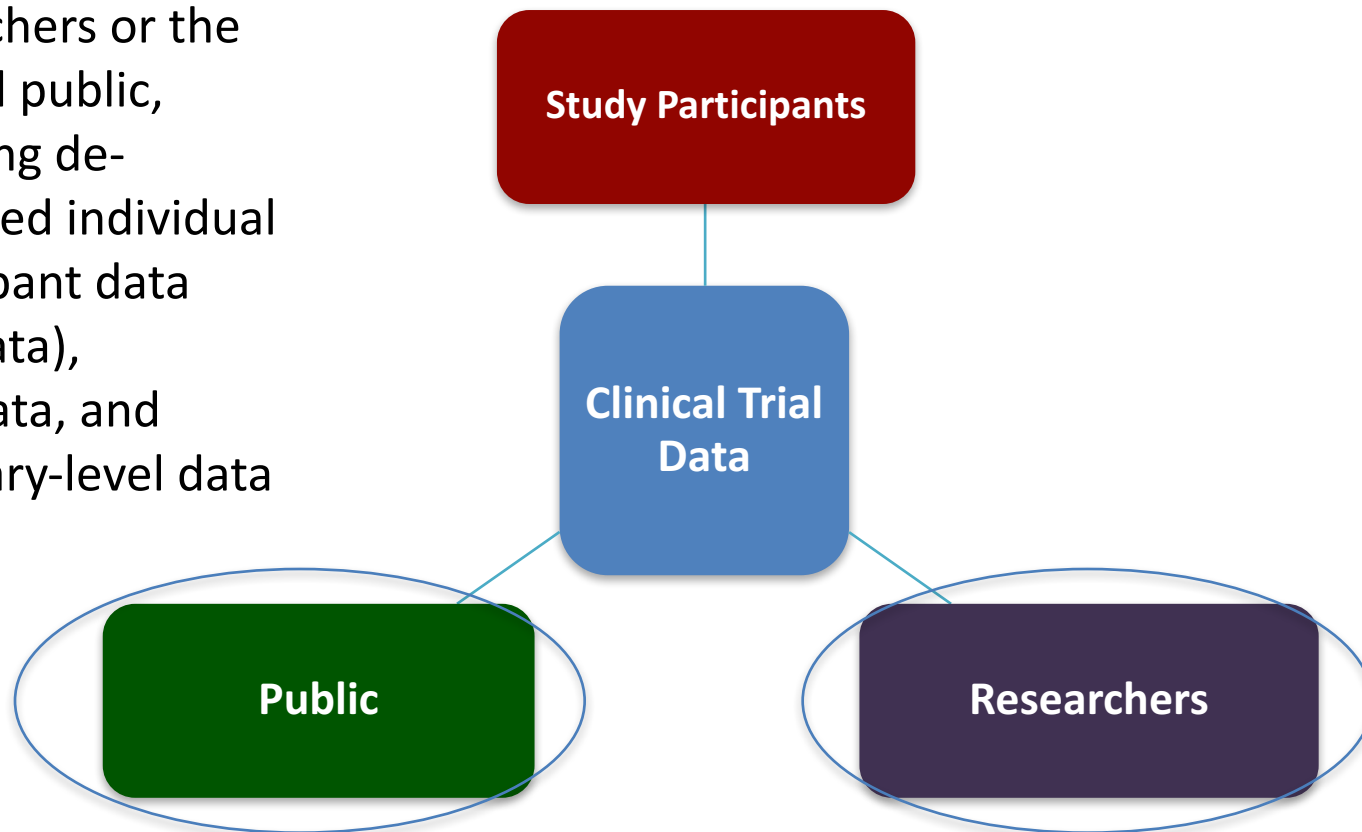 chers or the
l public,
ng de-
ed individual
pant data
ata),
ata, and
ary-level data
Study Participants
Clinical Trial
Data
Public
Researchers